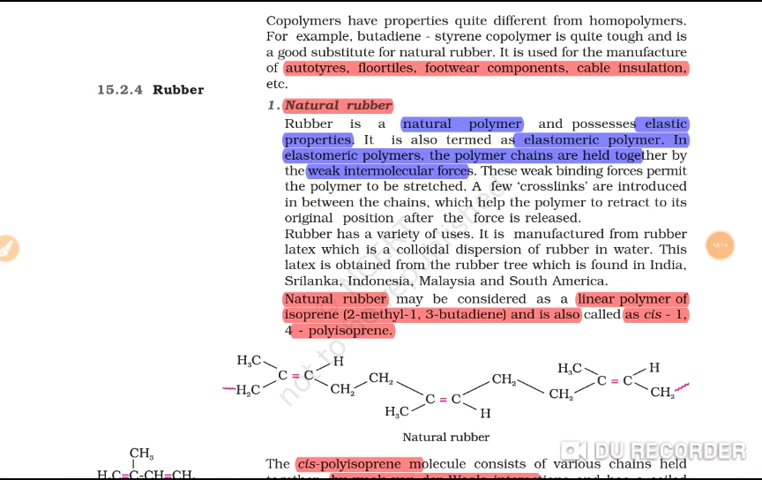 Copolymers have properties quite different from homopolymers.
For example, butadiene - styrene copolymer is quite tough and is
a good substitute for natural rubber. It is used for the manufacture
of autotyres, floortiles, footwear components, cable insulation,
etc.
15.2.4 Rubber
1. Natural rubber
Rubber is a natural polymer and possesses elastic
properties. It is also termed as elastomeric polymer. In
elastomeric polymers, the polymer chains are held together by
the weak intermolecular forces. These weak binding forces permit
the polymer to be stretched. A few 'crosslinks' are introduced
in between the chains, which help the polymer to retract to its
original position after the force is released.
Rubber has a variety of uses. It is manufactured from rubber
latex which is a colloidal dispersion of rubber in water. This
latex is obtained from the rubber tree which is found in India,
Srilanka, Indonesia, Malaysia and South America.
Natural rubber may be considered as a linear polymer of
isoprene (2-methyl-1, 3-butadiene) and is also called as cis - 1,
4 - polyisoprene.
H3C H
C = C
H2C CH2
CH2
C = C
H3C H
CH2
CH2
H3C H
C = C
CH2
Natural rubber
CH3
H2C=C-CH=CH2
The cis-polyisoprene molecule consists of various chains held
DU RECORDER